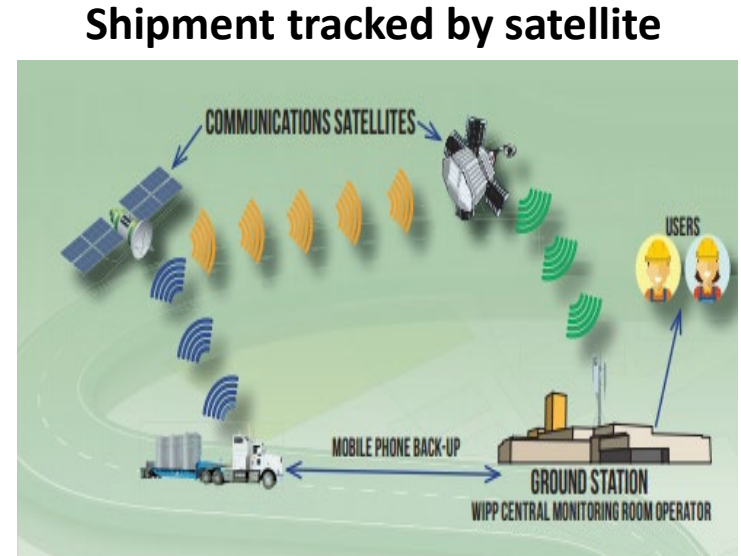 Shipment tracked by satellite
COMMUNICATIONS SATELLITES
USERS
MOBILE PHONE BACK-UP
GROUND STATION
WIPP CENTRAL MONITORING ROOM OPERATOR